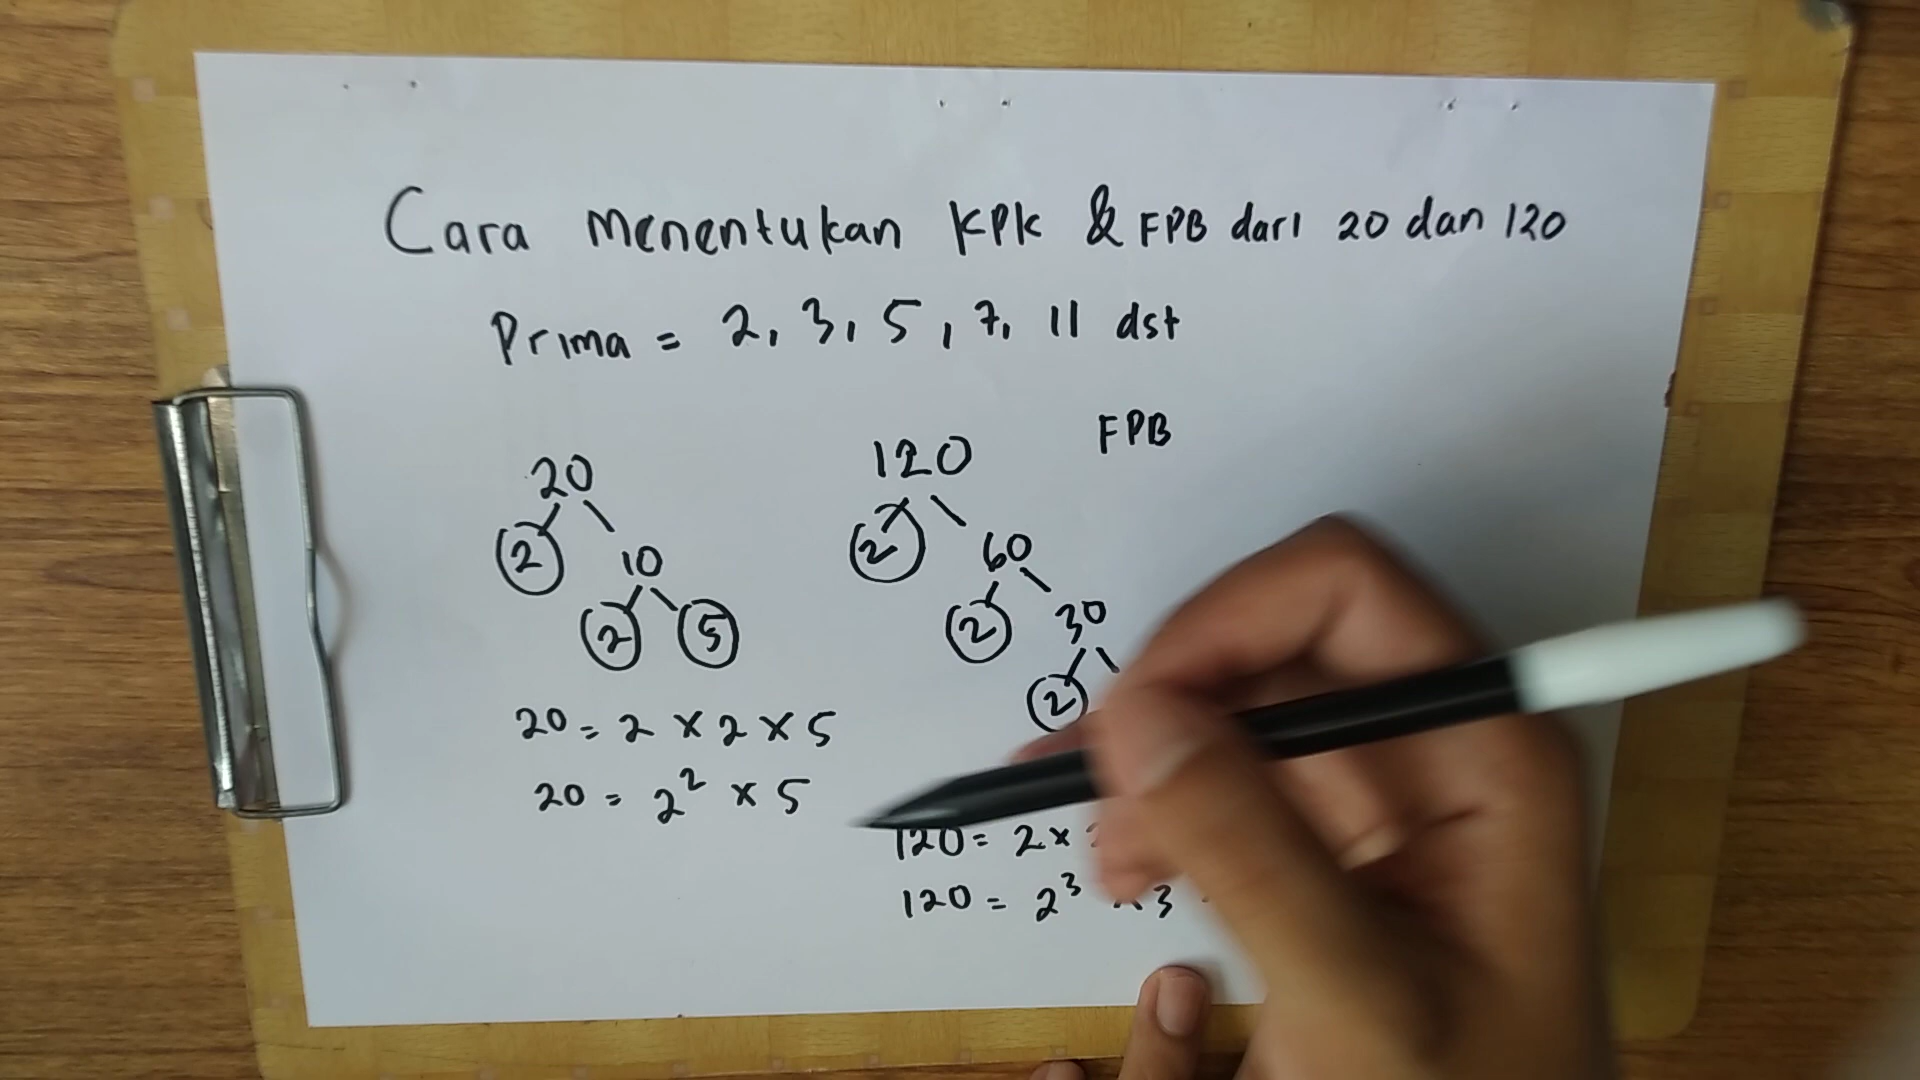 Cara menentukan KPK & FPB dari 20 dan 120
Prima = 2, 3, 5, 7, 11 dst
FPB
20
2 10
2 5
120
2 60
2 30
2
20 = 2 x 2 x 5
20 = 2² x 5
120 = 2 x
120 = 2³ x 3